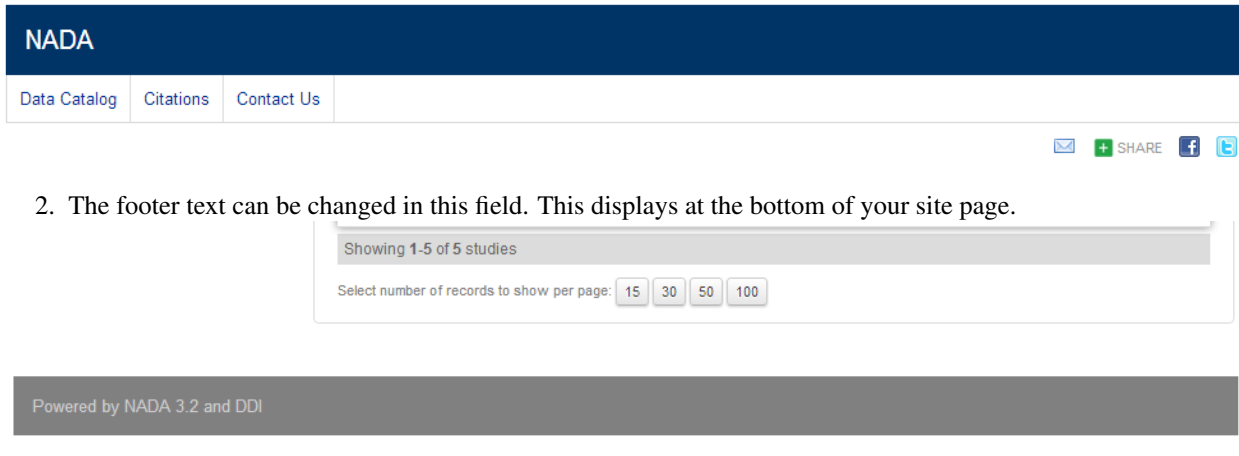 NADA
Data Catalog Citations Contact Us
SHARE
2. The footer text can be changed in this field. This displays at the bottom of your site page.
Showing 1-5 of 5 studies
Select number of records to show per page: 15 30 50 100
Powered by NADA 3.2 and DDI